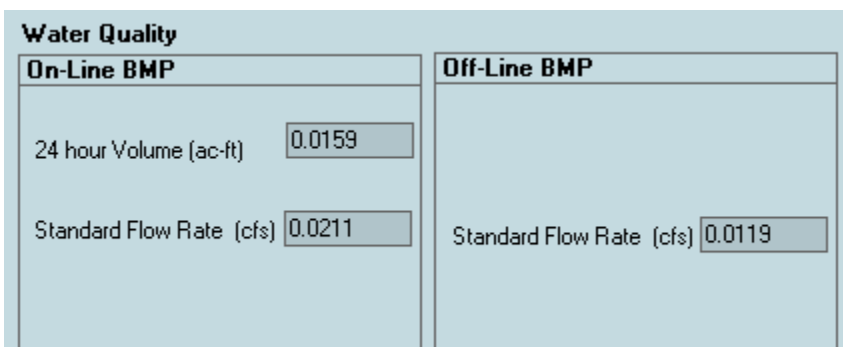 Water Quality
On-Line BMP
24 hour Volume (ac-ft) 0.0159
Standard Flow Rate (cfs) 0.0211
Off-Line BMP
Standard Flow Rate (cfs) 0.0119